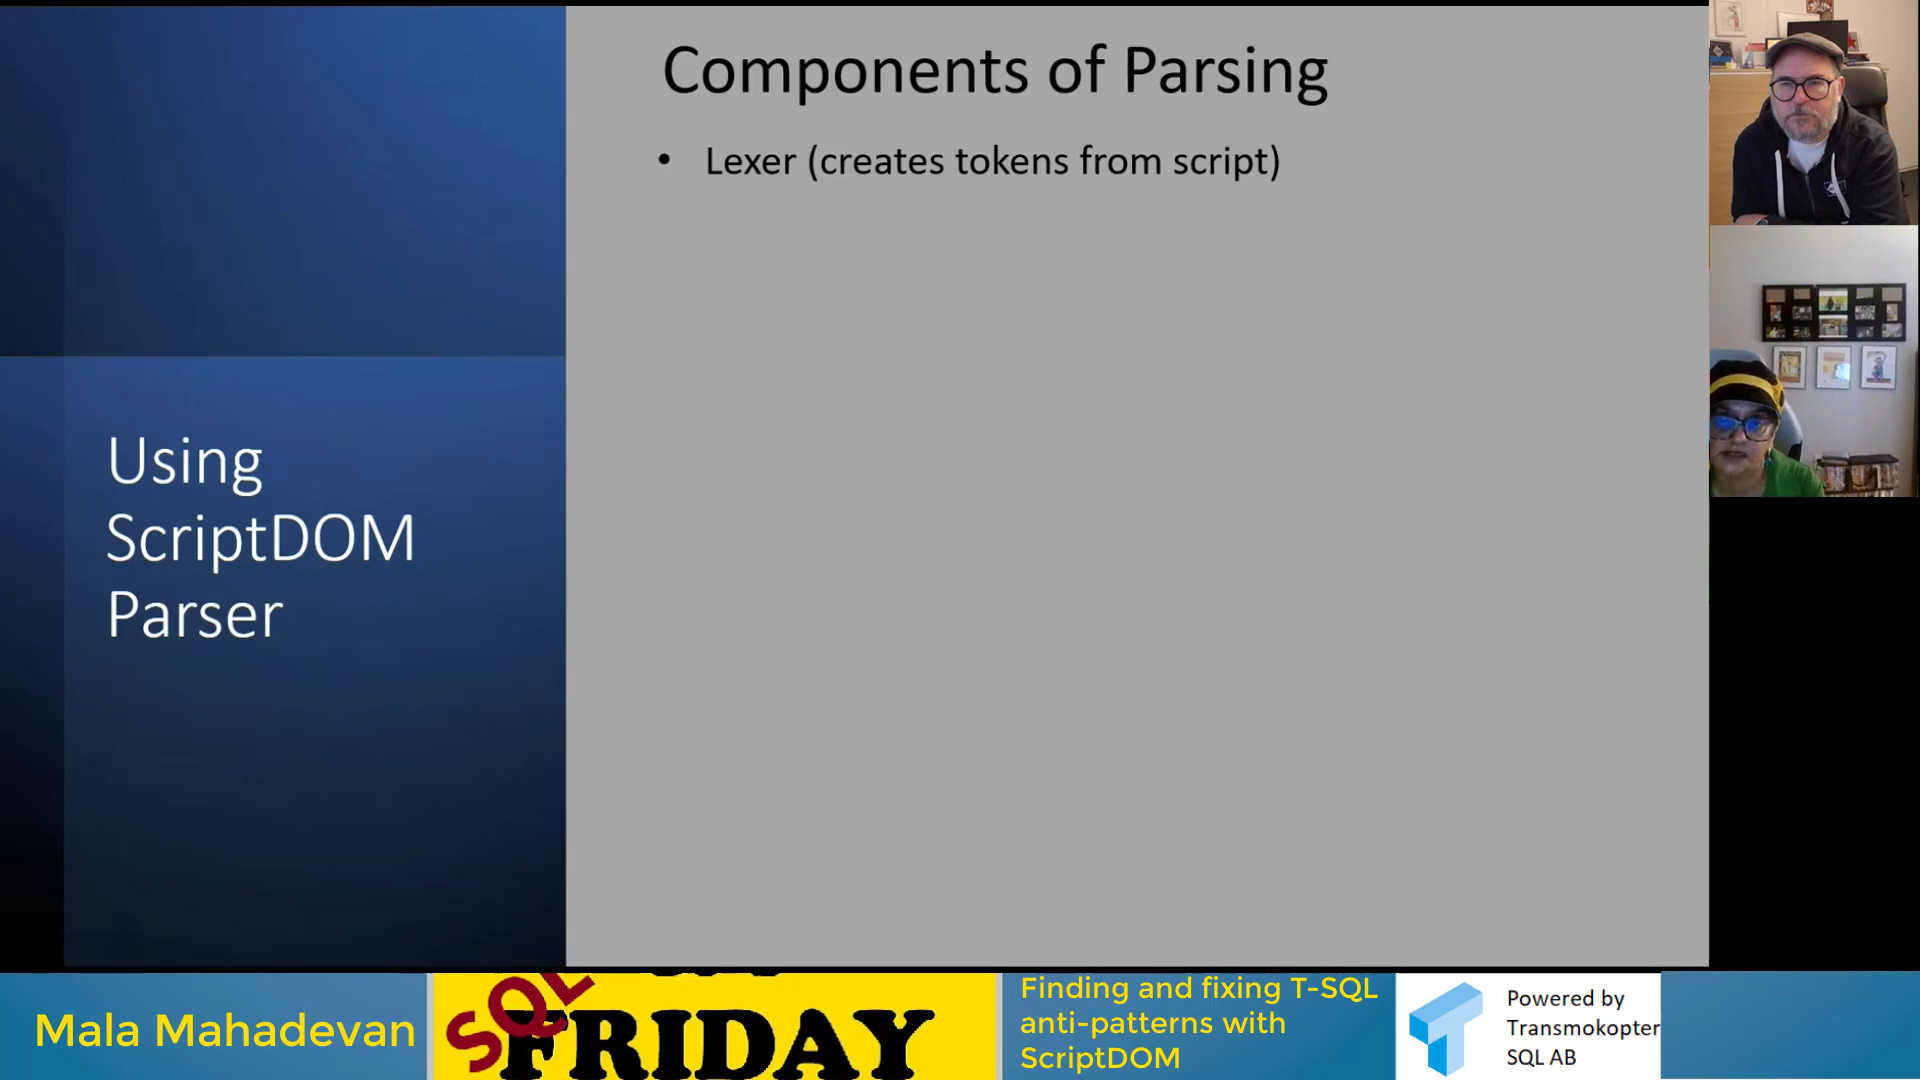 Components of Parsing
• Lexer (creates tokens from script)
Using
ScriptDOM
Parser
Mala Mahadevan
SQL
FRIDAY
Finding and fixing T-SQL
anti-patterns with
ScriptDOM
Powered by
Transmokopter
SQL AB